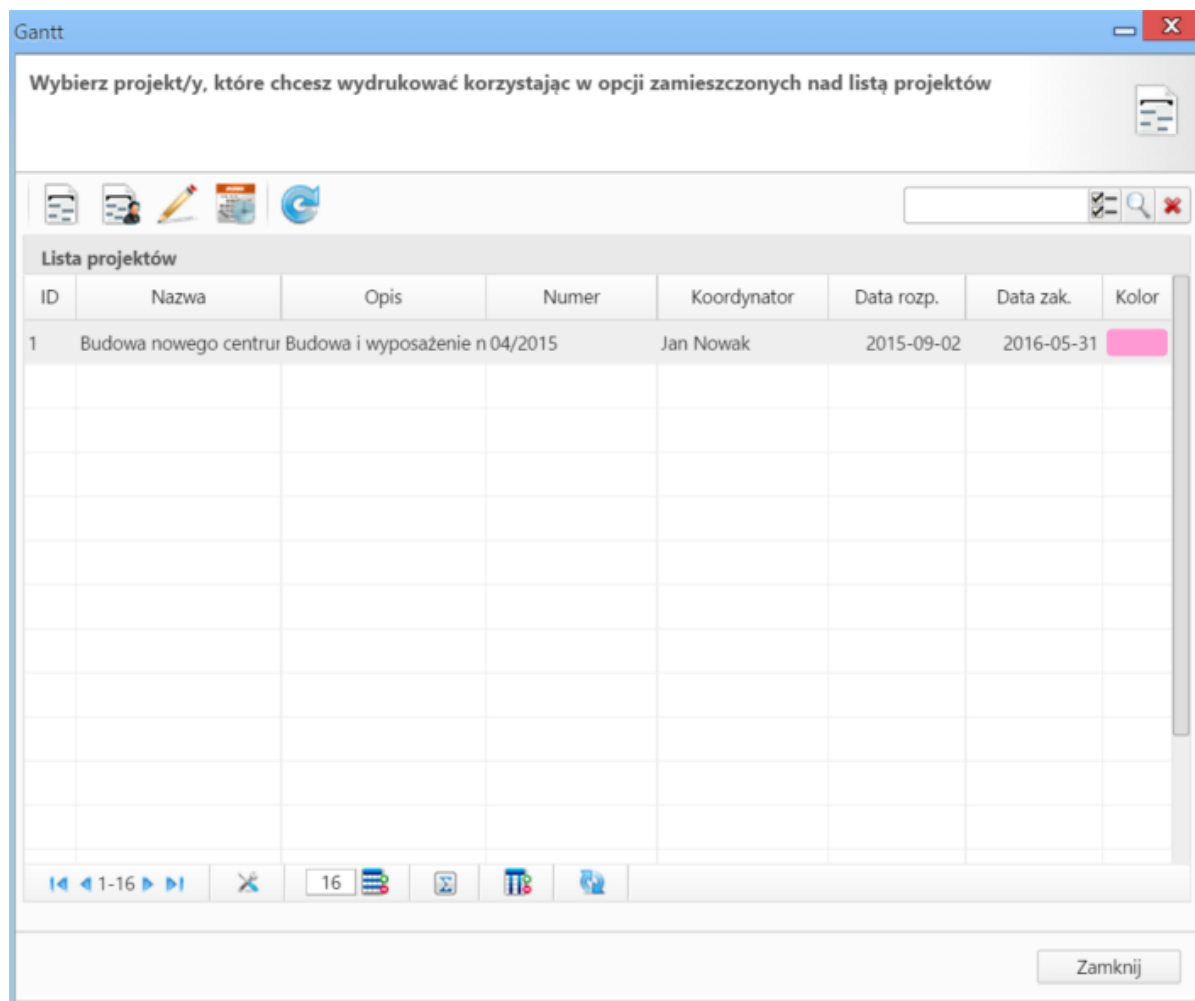 Gantt
Wybierz projekt/y, które chcesz wydrukować korzystając w opcji zamieszczonych nad listą projektów
Lista projektów
ID Nazwa Opis Numer Koordynator Data rozp. Data zak. Kolor
1 Budowa nowego centrur Budowa i wyposażenie n 04/2015 Jan Nowak 2015-09-02 2016-05-31
1-16 16
Zamknij